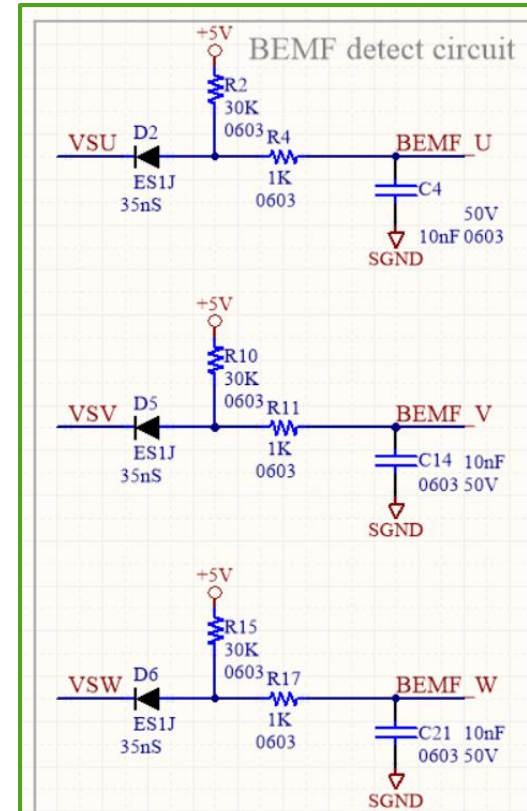 +5V
BEMF detect circuit
R2
30K
0603
VSU
D2
R4
BEMF_U
ES1J
1K
C4
35nS
0603
50V
10nF 0603
SGND
+5V
R10
30K
0603
VSV
D5
R11
BEMF_V
ES1J
1K
C14 10nF
35nS
0603
0603 50V
SGND
+5V
R15
30K
0603
VSW
D6
R17
BEMF_W
ES1J
1K
C21 10nF
35nS
0603
0603 50V
SGND